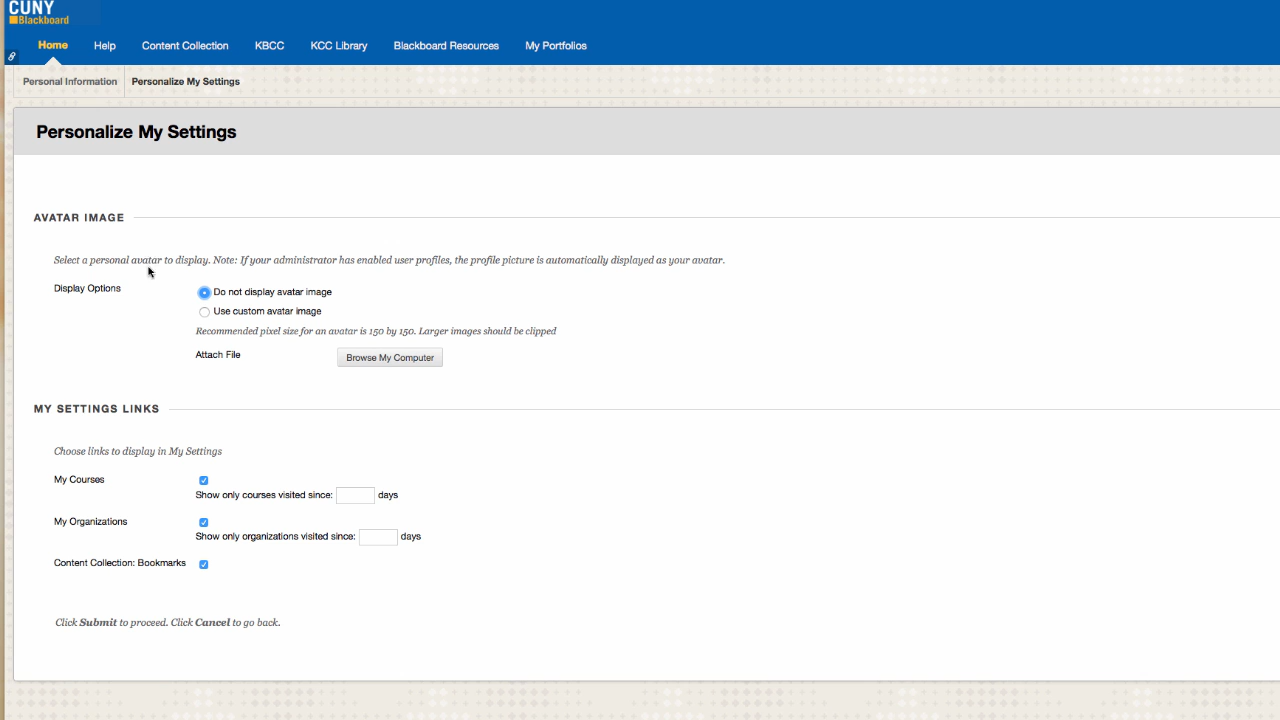 CUNY
Blackboard
Home Help Content Collection KBCC KCC Library Blackboard Resources My Portfolios
Personal Information Personalize My Settings
Personalize My Settings
AVATAR IMAGE
Select a personal avatar to display. Note: If your administrator has enabled user profiles, the profile picture is automatically displayed as your avatar.
Display Options
Do not display avatar image
Use custom avatar image
Recommended pixel size for an avatar is 150 by 150. Larger images should be clipped
Attach File Browse My Computer
MY SETTINGS LINKS
Choose links to display in My Settings
My Courses
Show only courses visited since: days
My Organizations
Show only organizations visited since: days
Content Collection: Bookmarks
Click Submit to proceed. Click Cancel to go back.